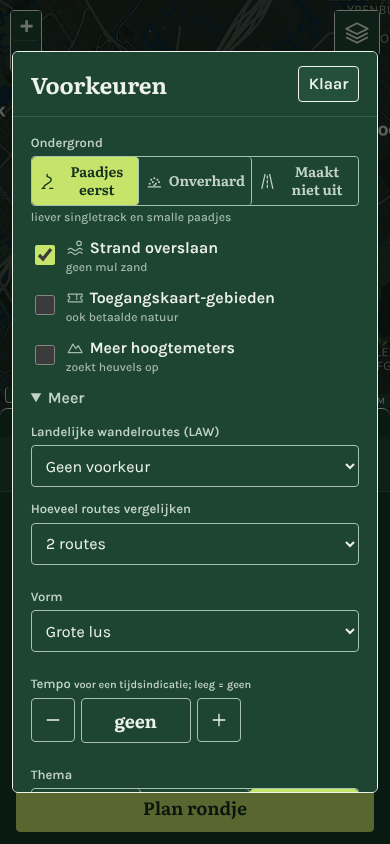 +
Voorkeuren
Klaar
Ondergrond
Paadjes
eerst
Onverhard
Maakt
niet uit
liever singletrack en smalle paadjes
Strand overslaan
geen mul zand
Toegangskaart-gebieden
ook betaalde natuur
Meer hoogtemeters
zoekt heuvels op
▼ Meer
Landelijke wandelroutes (LAW)
Geen voorkeur
Hoeveel routes vergelijken
2 routes
Vorm
Grote lus
Tempo voor een tijdsindicatie; leeg = geen
− geen +
Thema
Plan rondje